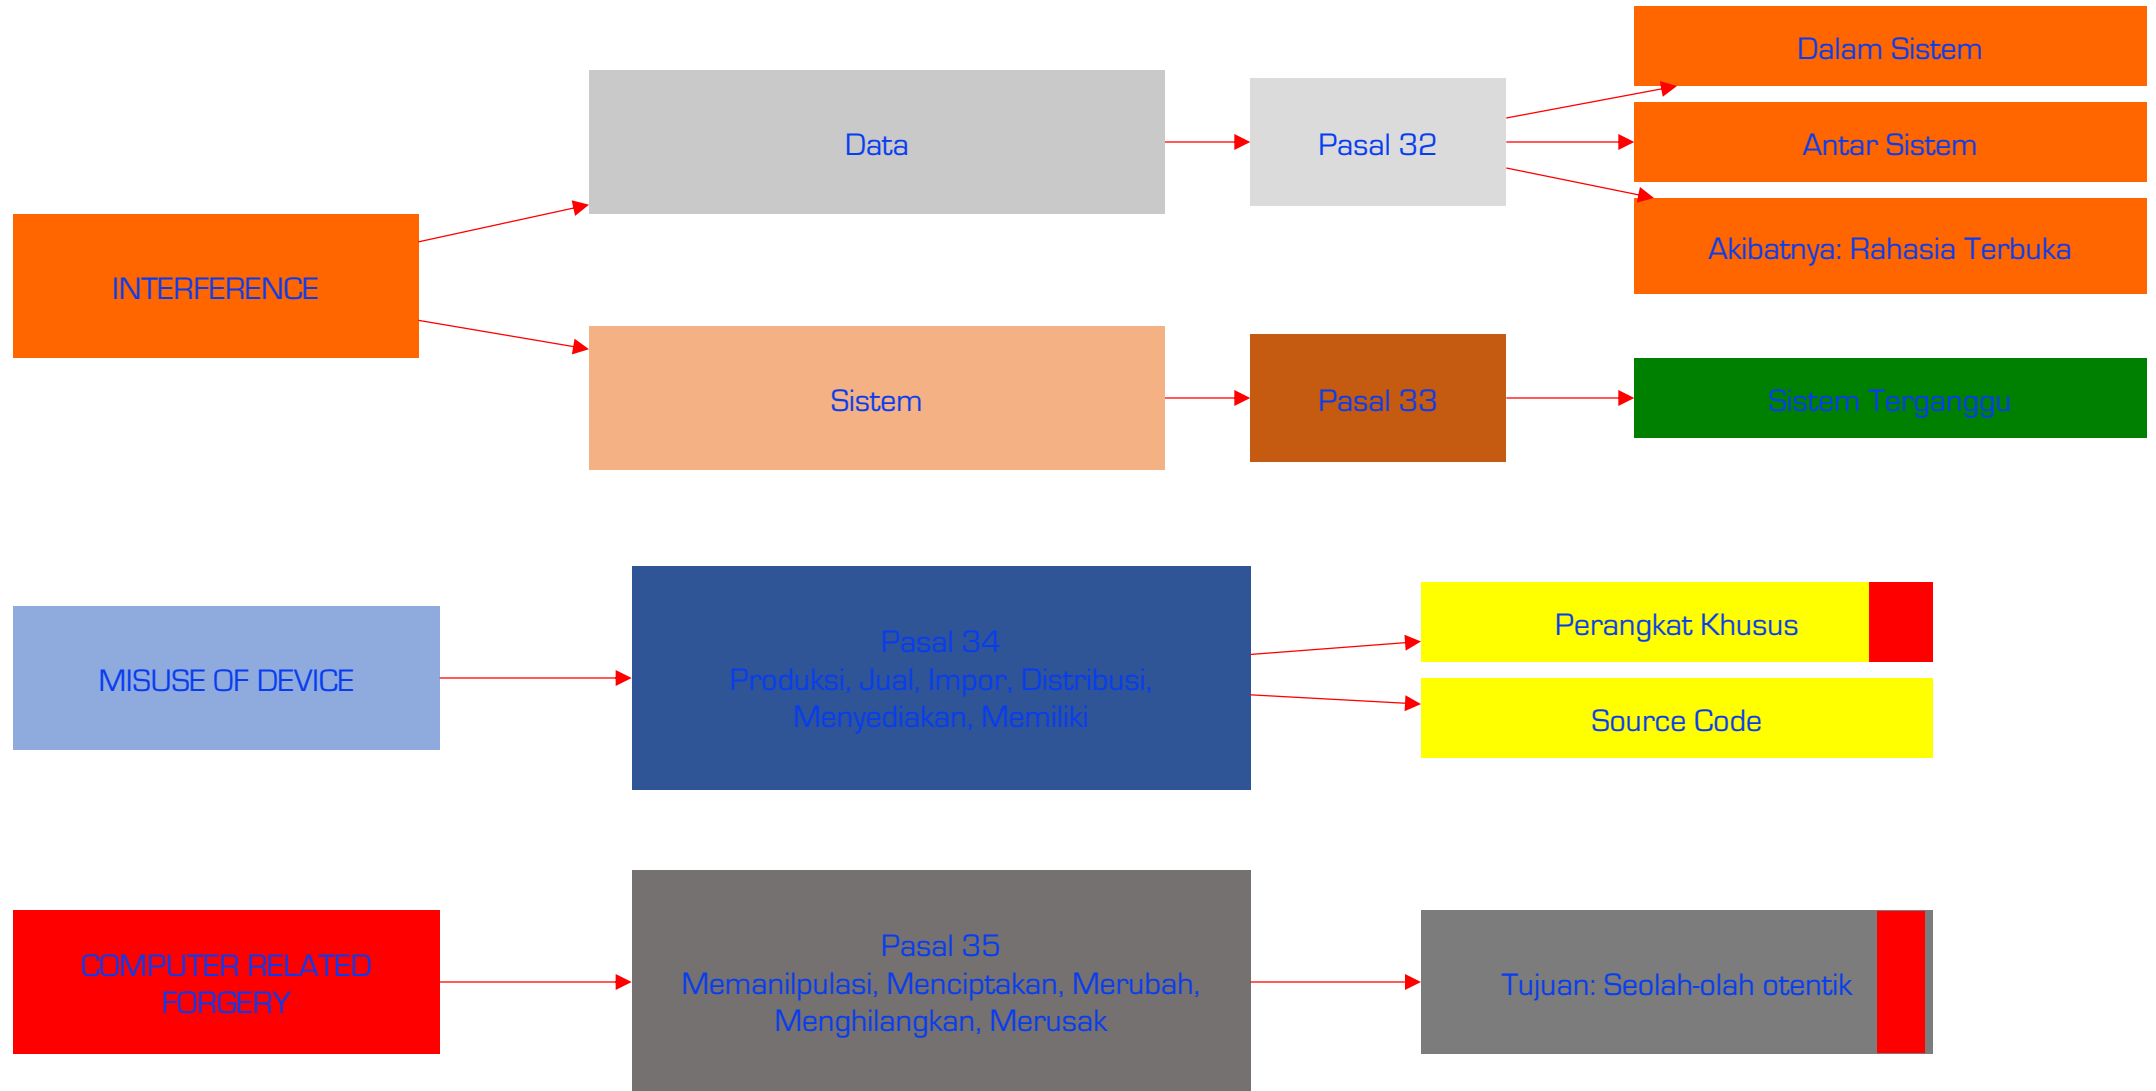 INTERFERENCE
Data
Pasal 32
Dalam Sistem
Antar Sistem
Akibatnya: Rahasia Terbuka
Sistem
Pasal 33
Sistem Terganggu
MISUSE OF DEVICE
Pasal 34
Produksi, Jual, Impor, Distribusi,
Menyediakan, Memiliki
Perangkat Khusus
Source Code
COMPUTER RELATED
FORGERY
Pasal 35
Memanilpulasi, Menciptakan, Merubah,
Menghilangkan, Merusak
Tujuan: Seolah-olah otentik